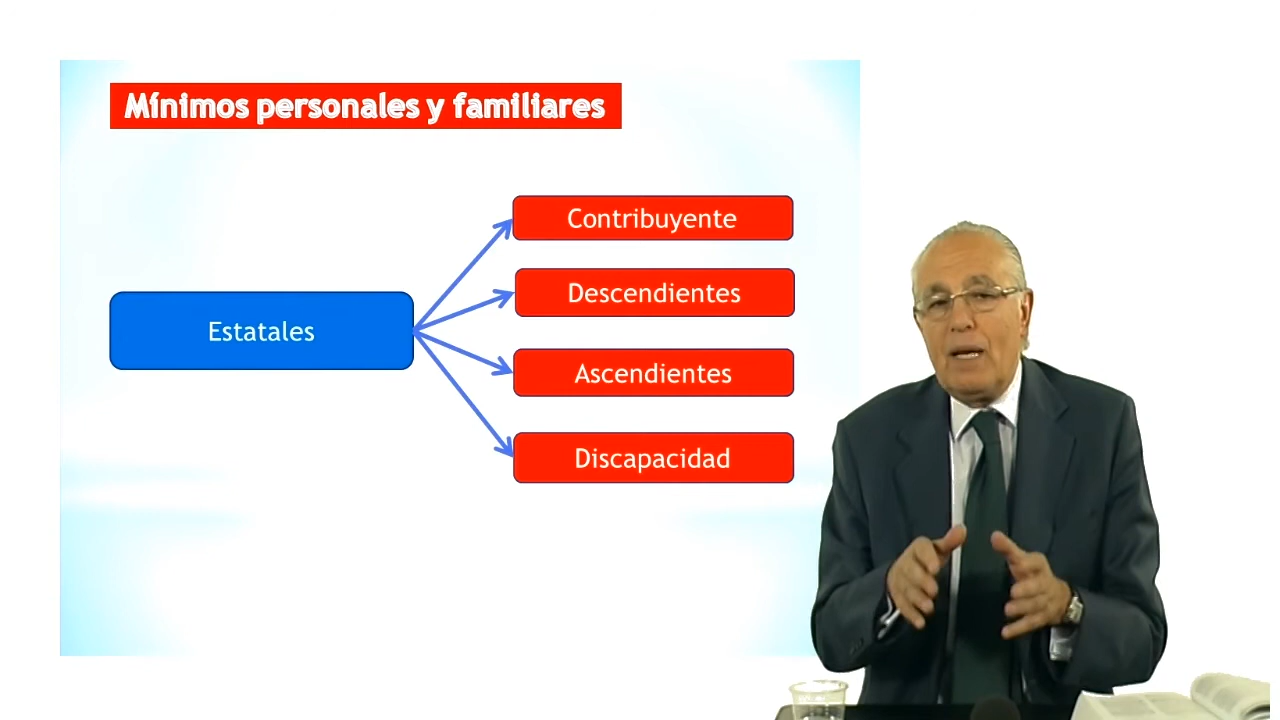 Mínimos personales y familiares
Contribuyente
Descendientes
Estatales
Ascendientes
Discapacidad